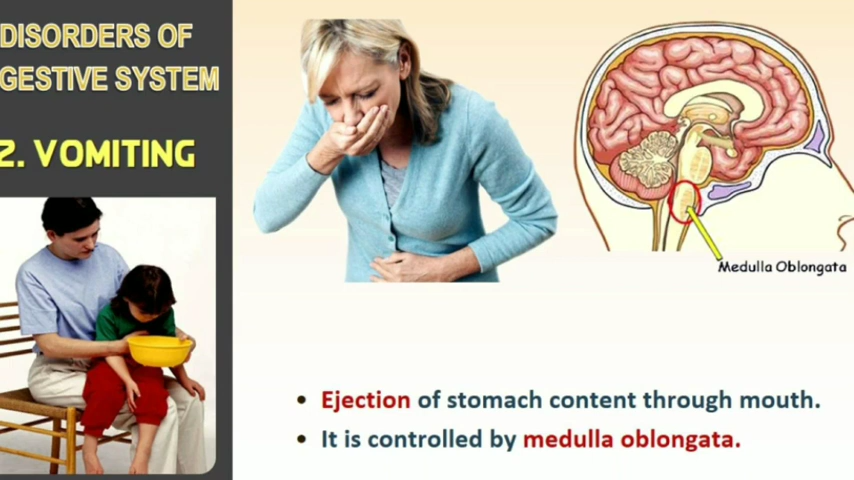 DISORDERS OF
GESTIVE SYSTEM
2. VOMITING
Medulla Oblongata
• Ejection of stomach content through mouth.
• It is controlled by medulla oblongata.